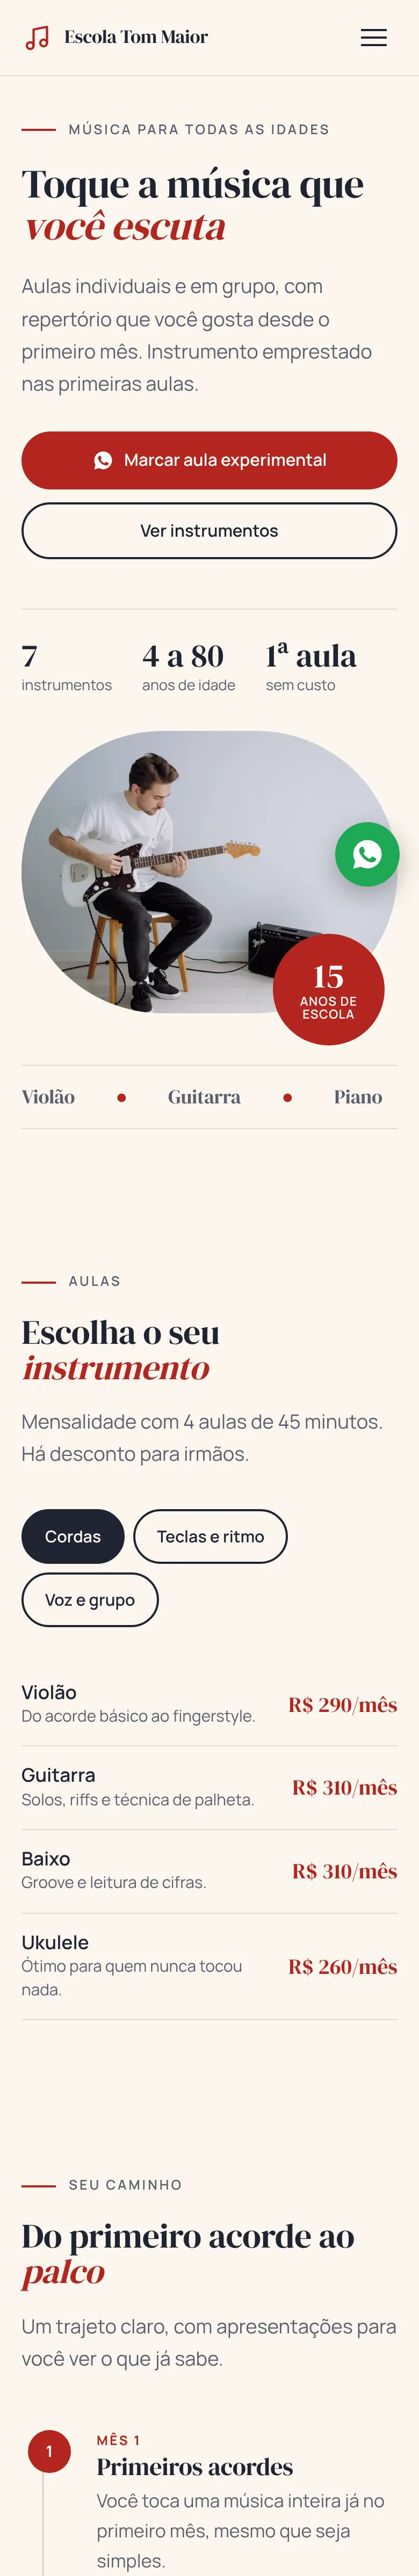 Escola Tom Maior
MÚSICA PARA TODAS AS IDADES
Toque a música que
você escuta
Aulas individuais e em grupo, com
repertório que você gosta desde o
primeiro mês. Instrumento emprestado
nas primeiras aulas.
Marcar aula experimental
Ver instrumentos
7
instrumentos
4 a 80
anos de idade
1ª aula
sem custo
15
ANOS DE
ESCOLA
Violão • Guitarra • Piano
AULAS
Escolha o seu
instrumento
Mensalidade com 4 aulas de 45 minutos.
Há desconto para irmãos.
Cordas
Teclas e ritmo
Voz e grupo
Violão
Do acorde básico ao fingerstyle.
R$ 290/mês
Guitarra
Solos, riffs e técnica de palheta.
R$ 310/mês
Baixo
Groove e leitura de cifras.
R$ 310/mês
Ukulele
Ótimo para quem nunca tocou
nada.
R$ 260/mês
SEU CAMINHO
Do primeiro acorde ao
palco
Um trajeto claro, com apresentações para
você ver o que já sabe.
1
MÊS 1
Primeiros acordes
Você toca uma música inteira já no
primeiro mês, mesmo que seja
simples.